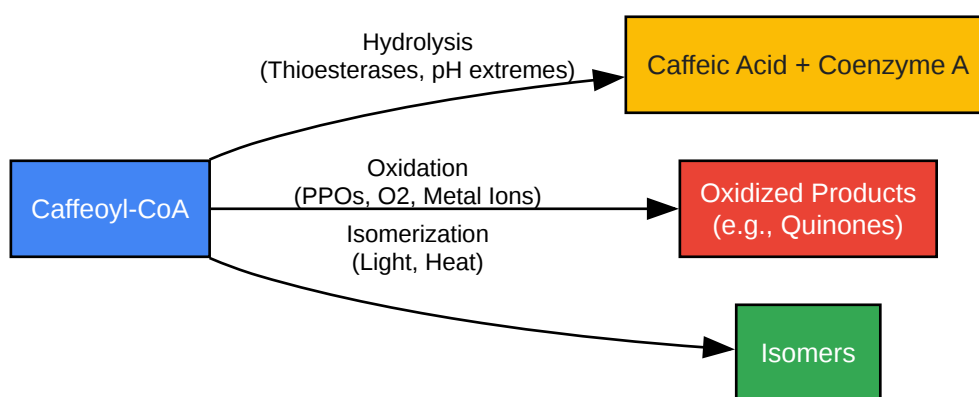 Hydrolysis
(Thioesterases, pH extremes)
Caffeic Acid + Coenzyme A
Caffeoyl-CoA
Oxidation
(PPOs, O2, Metal Ions)
Oxidized Products
(e.g., Quinones)
Isomerization
(Light, Heat)
Isomers